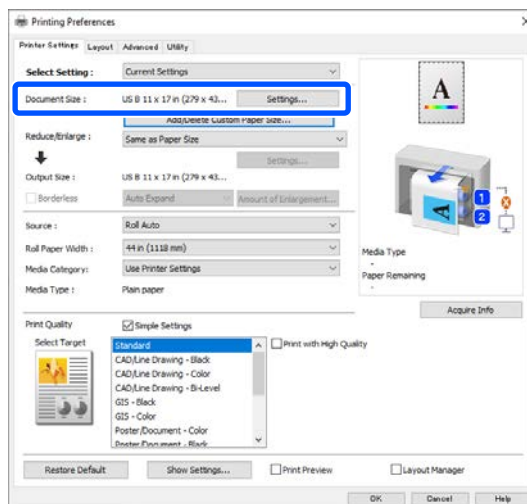 Printing Preferences
Printer Settings Layout Advanced Utility
Select Setting : Current Settings
Document Size : US B 11 x 17 in (279 x 43... Settings...
Add/Delete Custom Paper Size...
Reduce/Enlarge : Same as Paper Size
Settings...
Output Size : US B 11 x 17 in (279 x 43...
Borderless Auto Expand Amount of Enlargement...
Source : Roll Auto
Roll Paper Width : 44 in (1118 mm)
Media Category: Use Printer Settings
Media Type : Plain paper
A
A
1
2
Media Type
-
Paper Remaining
-
Acquire Info
Print Quality Simple Settings
Select Target Standard Print with High Quality
CAD/Line Drawing - Black
CAD/Line Drawing - Color
CAD/Line Drawing - Bi-Level
GIS - Black
GIS - Color
Poster/Document - Color
Poster/Document - Black
Restore Default Show Settings... Print Preview Layout Manager
OK Cancel Help